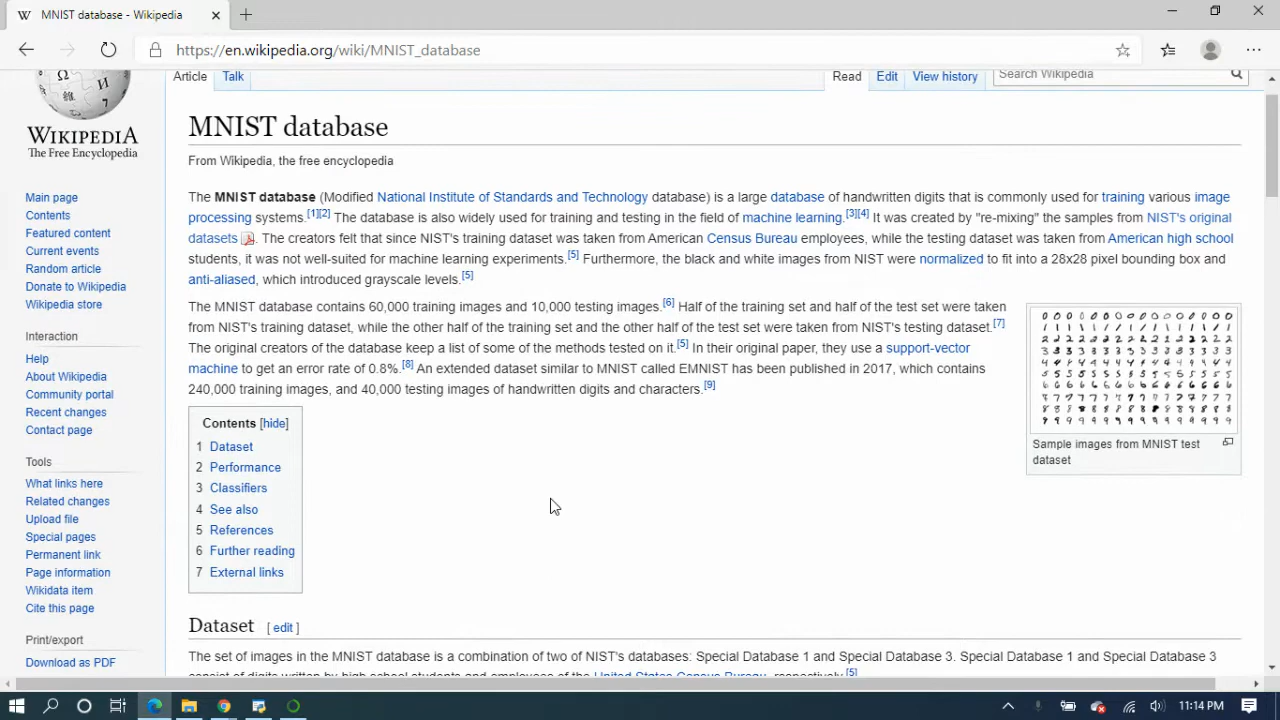 MNIST database - Wikipedia
https://en.wikipedia.org/wiki/MNIST_database
Article Talk Read Edit View history Search Wikipedia
WIKIPEDIA
The Free Encyclopedia
Main page
Contents
Featured content
Current events
Random article
Donate to Wikipedia
Wikipedia store
Interaction
Help
About Wikipedia
Community portal
Recent changes
Contact page
Tools
What links here
Related changes
Upload file
Special pages
Permanent link
Page information
Wikidata item
Cite this page
Print/export
Download as PDF
MNIST database
From Wikipedia, the free encyclopedia
The MNIST database (Modified National Institute of Standards and Technology database) is a large database of handwritten digits that is commonly used for training various image
processing systems.[1][2] The database is also widely used for training and testing in the field of machine learning.[3][4] It was created by "re-mixing" the samples from NIST's original
datasets. The creators felt that since NIST's training dataset was taken from American Census Bureau employees, while the testing dataset was taken from American high school
students, it was not well-suited for machine learning experiments.[5] Furthermore, the black and white images from NIST were normalized to fit into a 28x28 pixel bounding box and
anti-aliased, which introduced grayscale levels.[5]
The MNIST database contains 60,000 training images and 10,000 testing images.[6] Half of the training set and half of the test set were taken
from NIST's training dataset, while the other half of the training set and the other half of the test set were taken from NIST's testing dataset.[7]
The original creators of the database keep a list of some of the methods tested on it.[5] In their original paper, they use a support-vector
machine to get an error rate of 0.8%.[8] An extended dataset similar to MNIST called EMNIST has been published in 2017, which contains
240,000 training images, and 40,000 testing images of handwritten digits and characters.[9]
Sample images from MNIST test
dataset
Contents [hide]
1 Dataset
2 Performance
3 Classifiers
4 See also
5 References
6 Further reading
7 External links
Dataset [ edit ]
The set of images in the MNIST database is a combination of two of NIST's databases: Special Database 1 and Special Database 3. Special Database 1 and Special Database 3
consist of digits written by high school students and employees of the United States Census Bureau, respectively.[5]
11:14 PM